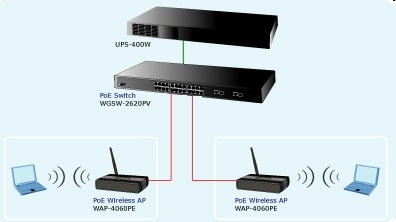 UPS-400W
PoE Switch
WGSW-2620PV
PoE Wireless AP
WAP-4060PE
PoE Wireless AP
WAP-4060PE